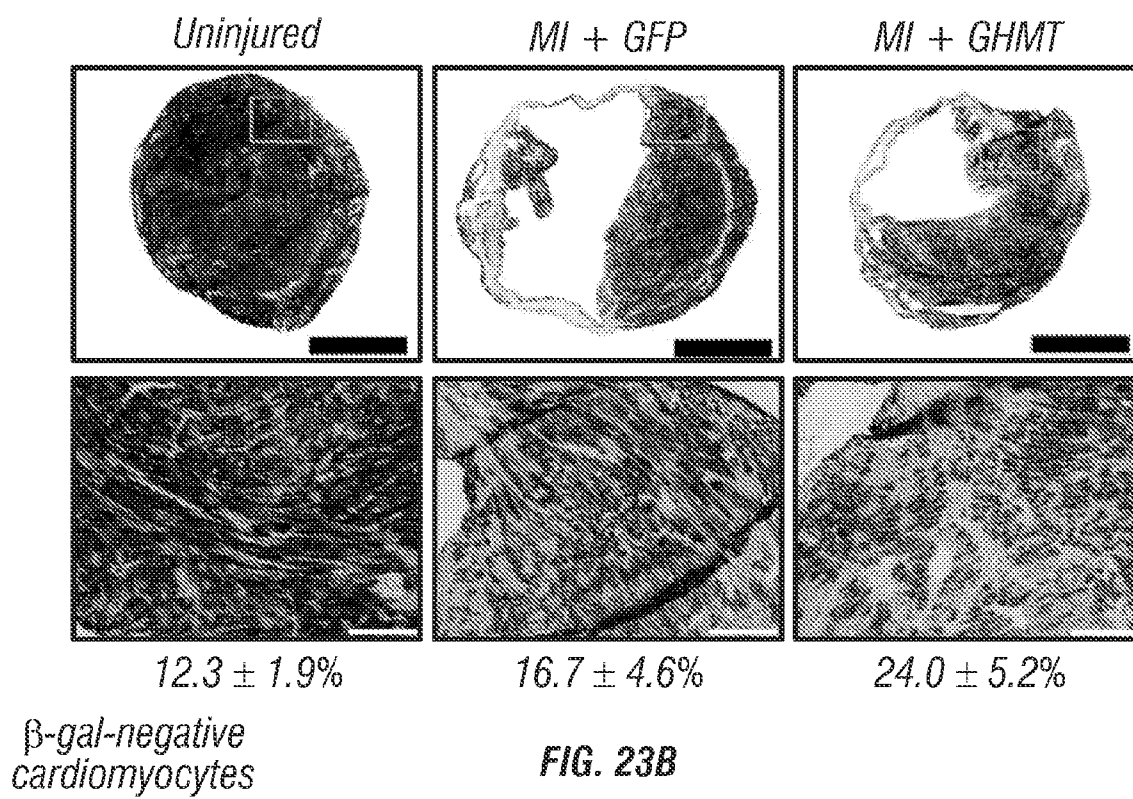 Uninjured MI + GFP MI + GHMT
12.3 ± 1.9% 16.7 ± 4.6% 24.0 ± 5.2%
β-gal-negative
cardiomyocytes
FIG. 23B